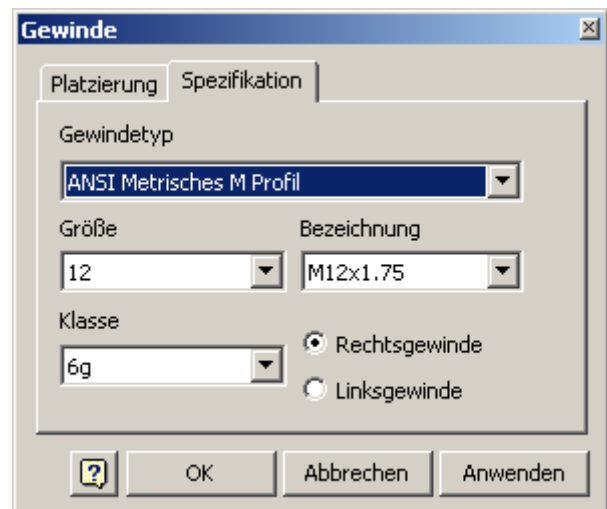 Gewinde
Platzierung Spezifikation
Gewindetyp
ANSI Metrisches M Profil
Größe Bezeichnung
12 M12x1.75
Klasse
6g
Rechtsgewinde
Linksgewinde
? OK Abbrechen Anwenden